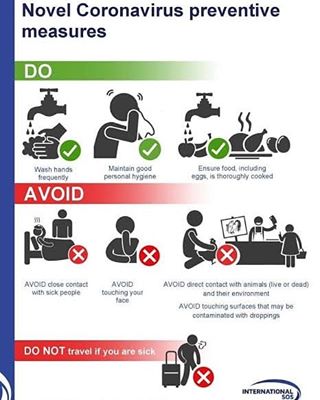 Novel Coronavirus preventive
measures
DO
Wash hands
frequently
Maintain good
personal hygiene
Ensure food, including
eggs, is thoroughly cooked
AVOID
AVOID close contact
with sick people
AVOID
touching your
face
AVOID direct contact with animals (live or dead)
and their environment
AVOID touching surfaces that may be
contaminated with droppings
DO NOT travel if you are sick
INTERNATIONAL
SOS